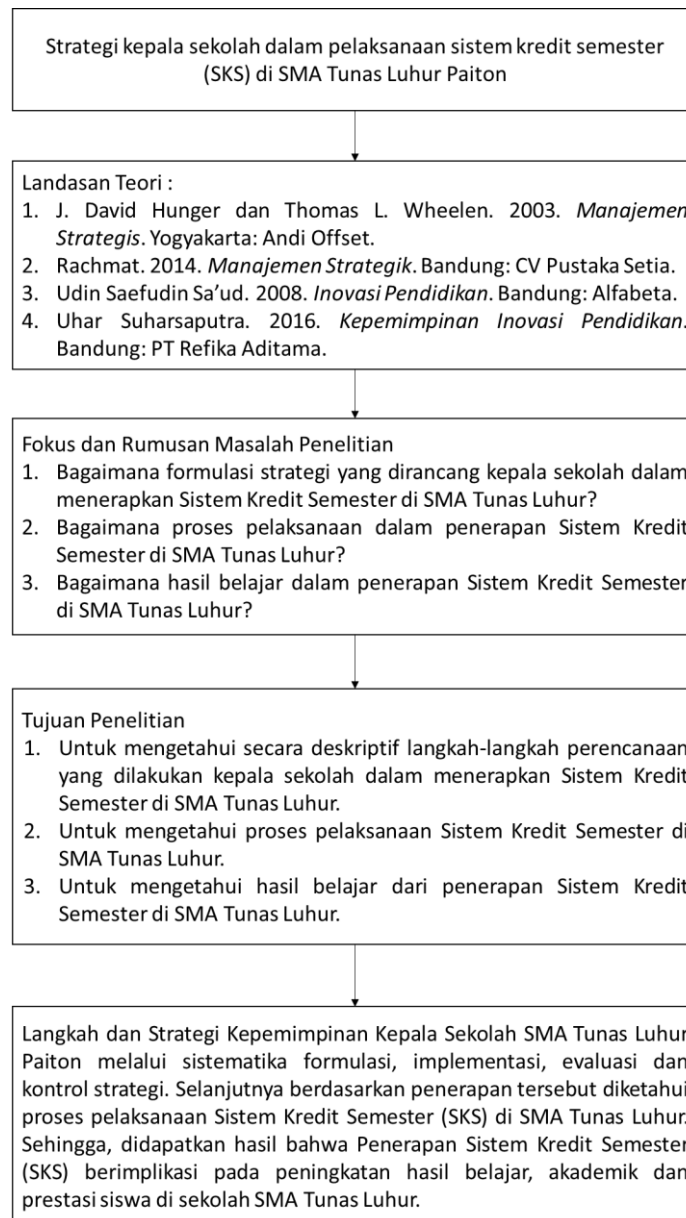 Strategi kepala sekolah dalam pelaksanaan sistem kredit semester
(SKS) di SMA Tunas Luhur Paiton
Landasan Teori :
1. J. David Hunger dan Thomas L. Wheelen. 2003. Manajemen
Strategis. Yogyakarta: Andi Offset.
2. Rachmat. 2014. Manajemen Strategik. Bandung: CV Pustaka Setia.
3. Udin Saefudin Sa'ud. 2008. Inovasi Pendidikan. Bandung: Alfabeta.
4. Uhar Suharsaputra. 2016. Kepemimpinan Inovasi Pendidikan.
Bandung: PT Refika Aditama.
Fokus dan Rumusan Masalah Penelitian
1. Bagaimana formulasi strategi yang dirancang kepala sekolah dalam
menerapkan Sistem Kredit Semester di SMA Tunas Luhur?
2. Bagaimana proses pelaksanaan dalam penerapan Sistem Kredit
Semester di SMA Tunas Luhur?
3. Bagaimana hasil belajar dalam penerapan Sistem Kredit Semester
di SMA Tunas Luhur?
Tujuan Penelitian
1. Untuk mengetahui secara deskriptif langkah-langkah perencanaan
yang dilakukan kepala sekolah dalam menerapkan Sistem Kredit
Semester di SMA Tunas Luhur.
2. Untuk mengetahui proses pelaksanaan Sistem Kredit Semester di
SMA Tunas Luhur.
3. Untuk mengetahui hasil belajar dari penerapan Sistem Kredit
Semester di SMA Tunas Luhur.
Langkah dan Strategi Kepemimpinan Kepala Sekolah SMA Tunas Luhur
Paiton melalui sistematika formulasi, implementasi, evaluasi dan
kontrol strategi. Selanjutnya berdasarkan penerapan tersebut diketahui
proses pelaksanaan Sistem Kredit Semester (SKS) di SMA Tunas Luhur.
Sehingga, didapatkan hasil bahwa Penerapan Sistem Kredit Semester
(SKS) berimplikasi pada peningkatan hasil belajar, akademik dan
prestasi siswa di sekolah SMA Tunas Luhur.